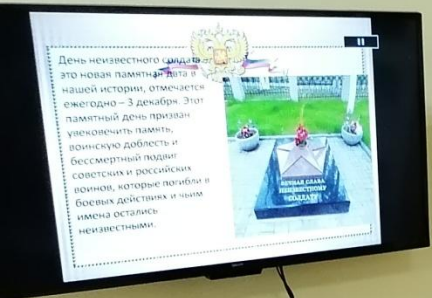 День неизвестного солдата –
это новая памятная дата в
нашей истории, отмечается
ежегодно – 3 декабря. Этот
памятный день призван
увековечить память,
воинскую доблесть и
бессмертный подвиг
советских и российских
воинов, которые погибли в
боевых действиях и чьи
имена остались
неизвестными.
ВЕЧНАЯ СЛАВА
НЕИЗВЕСТНОМУ
СОЛДАТУ